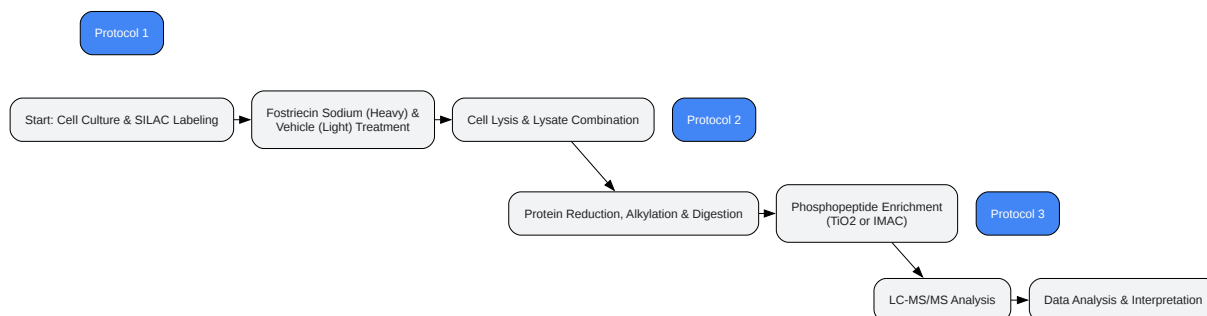 Protocol 1
Start: Cell Culture & SILAC Labeling
Fostriecin Sodium (Heavy) &
Vehicle (Light) Treatment
Cell Lysis & Lysate Combination
Protocol 2
Protein Reduction, Alkylation & Digestion
Phosphopeptide Enrichment
(TiO2 or IMAC)
Protocol 3
LC-MS/MS Analysis
Data Analysis & Interpretation